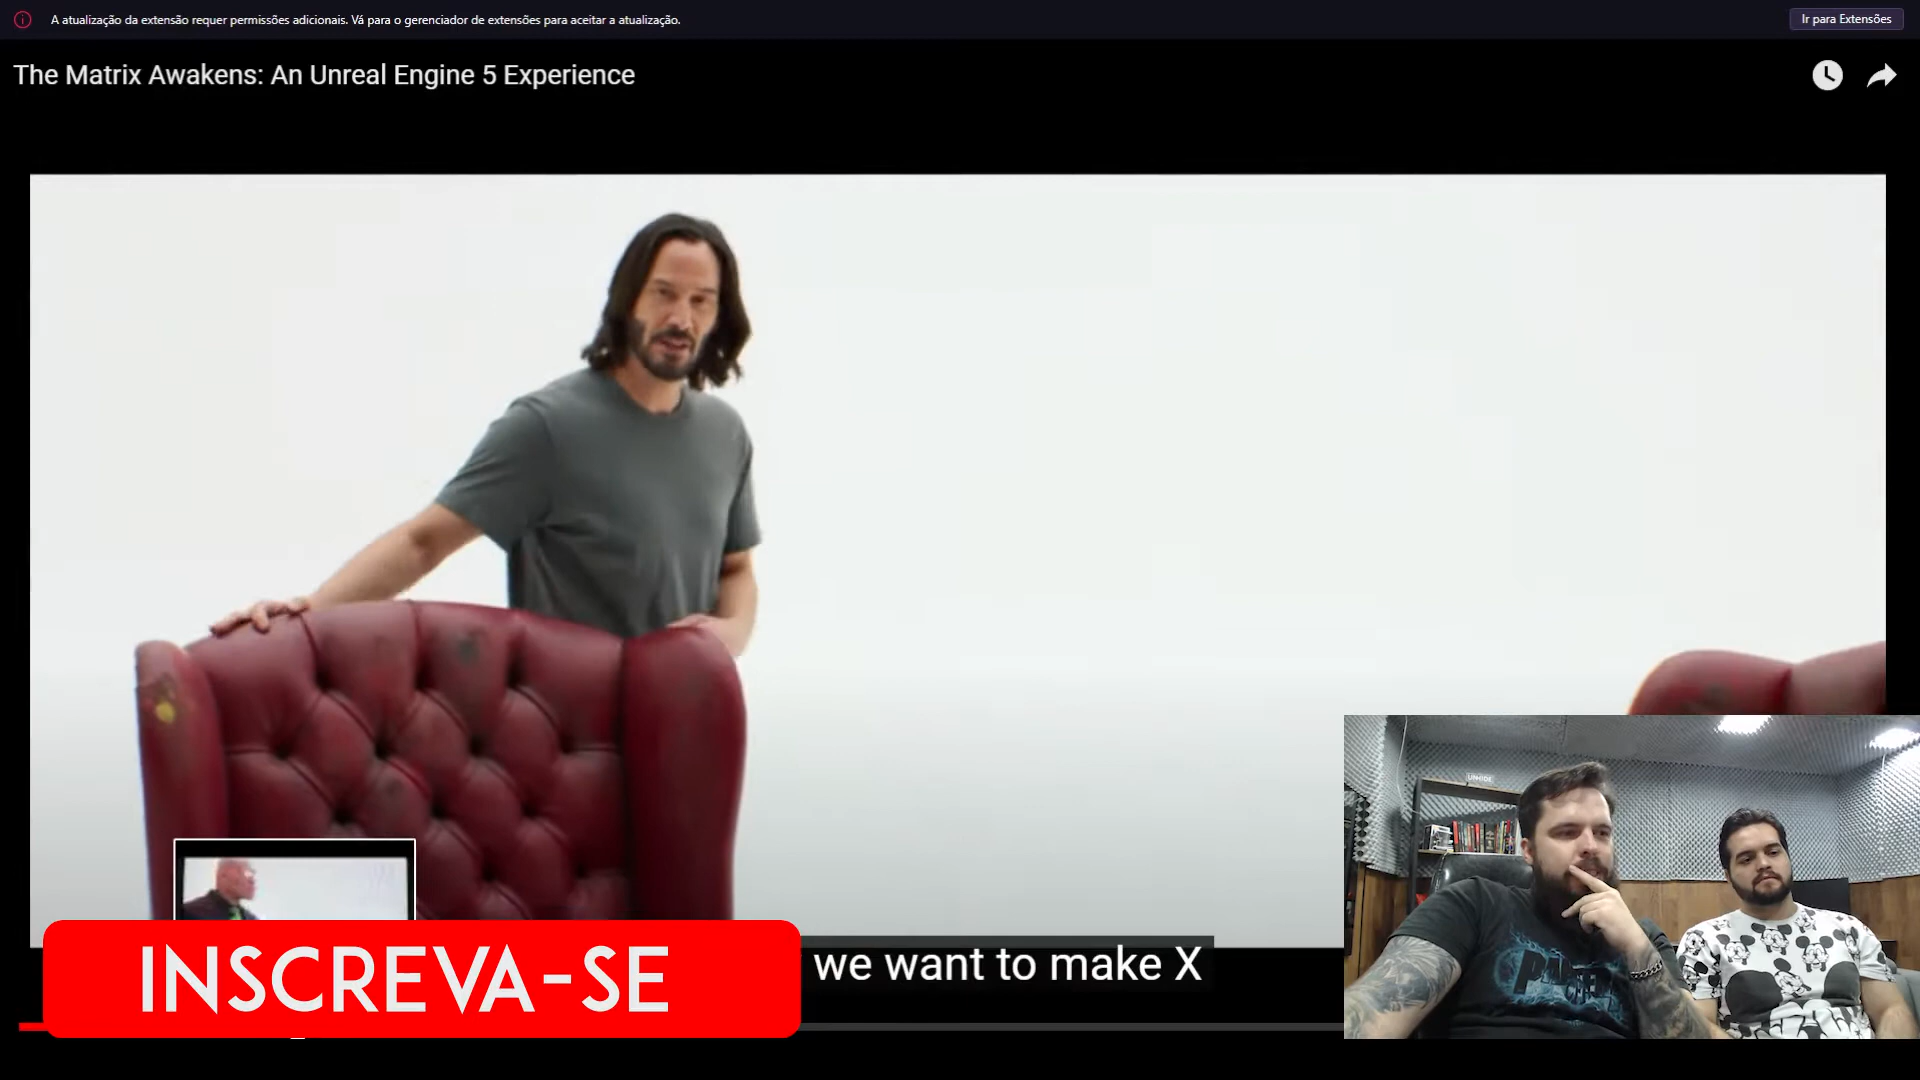 A atualização da extensão requer permissões adicionais. Vá para o gerenciador de extensões para aceitar a atualização.
Ir para Extensões
The Matrix Awakens: An Unreal Engine 5 Experience
we want to make X
INSCREVA-SE